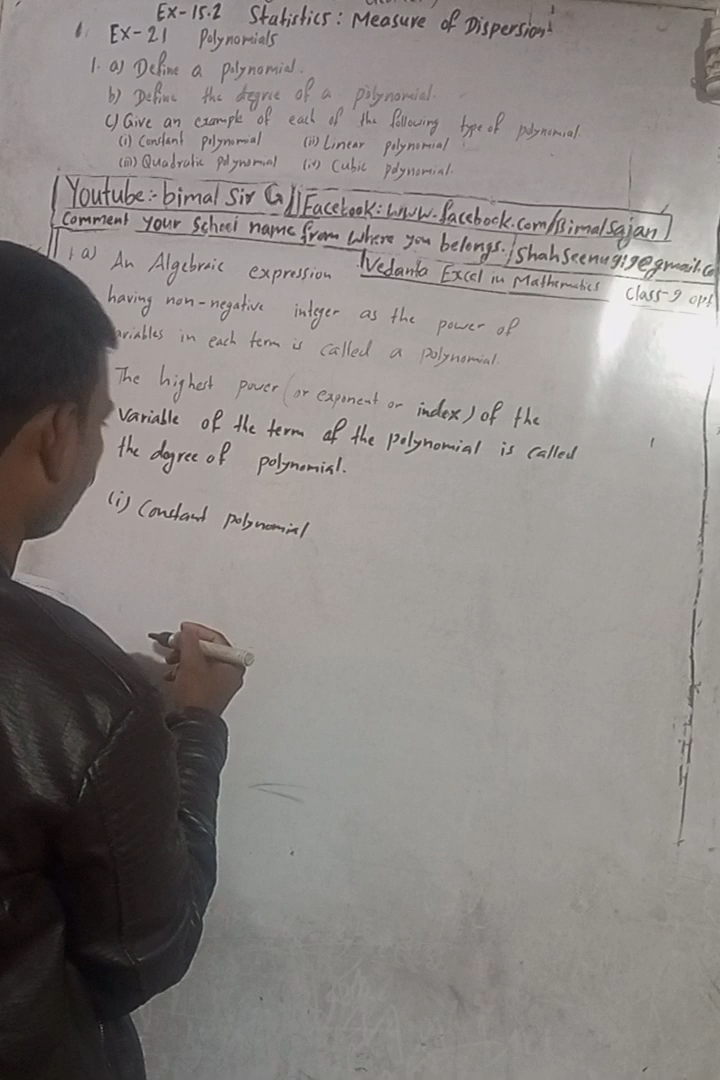 Ex-15.2 Statistics: Measure of Dispersion
Ex-21 Polynomials
1. a) Define a polynomial.
b) Define the degree of a polynomial.
c) Give an example of each of the following type of polynomial.
(i) Constant polynomial (ii) Linear polynomial
(iii) Quadratic polynomial (iv) Cubic polynomial.
Youtube:- bimal Sir G || Facebook: www.facebook.com/Bimalsajan
Comment your School name from where you belongs. / Shahseenu919@gmail.co
Vedanta Excel in Mathematics Class-9 opt
1 a) An Algebraic expression
having non-negative integer as the power of
ariables in each term is called a polynomial.
The highest power (or exponent or index) of the
variable of the term of the polynomial is called
the degree of polynomial.
(i) Constant polynomial